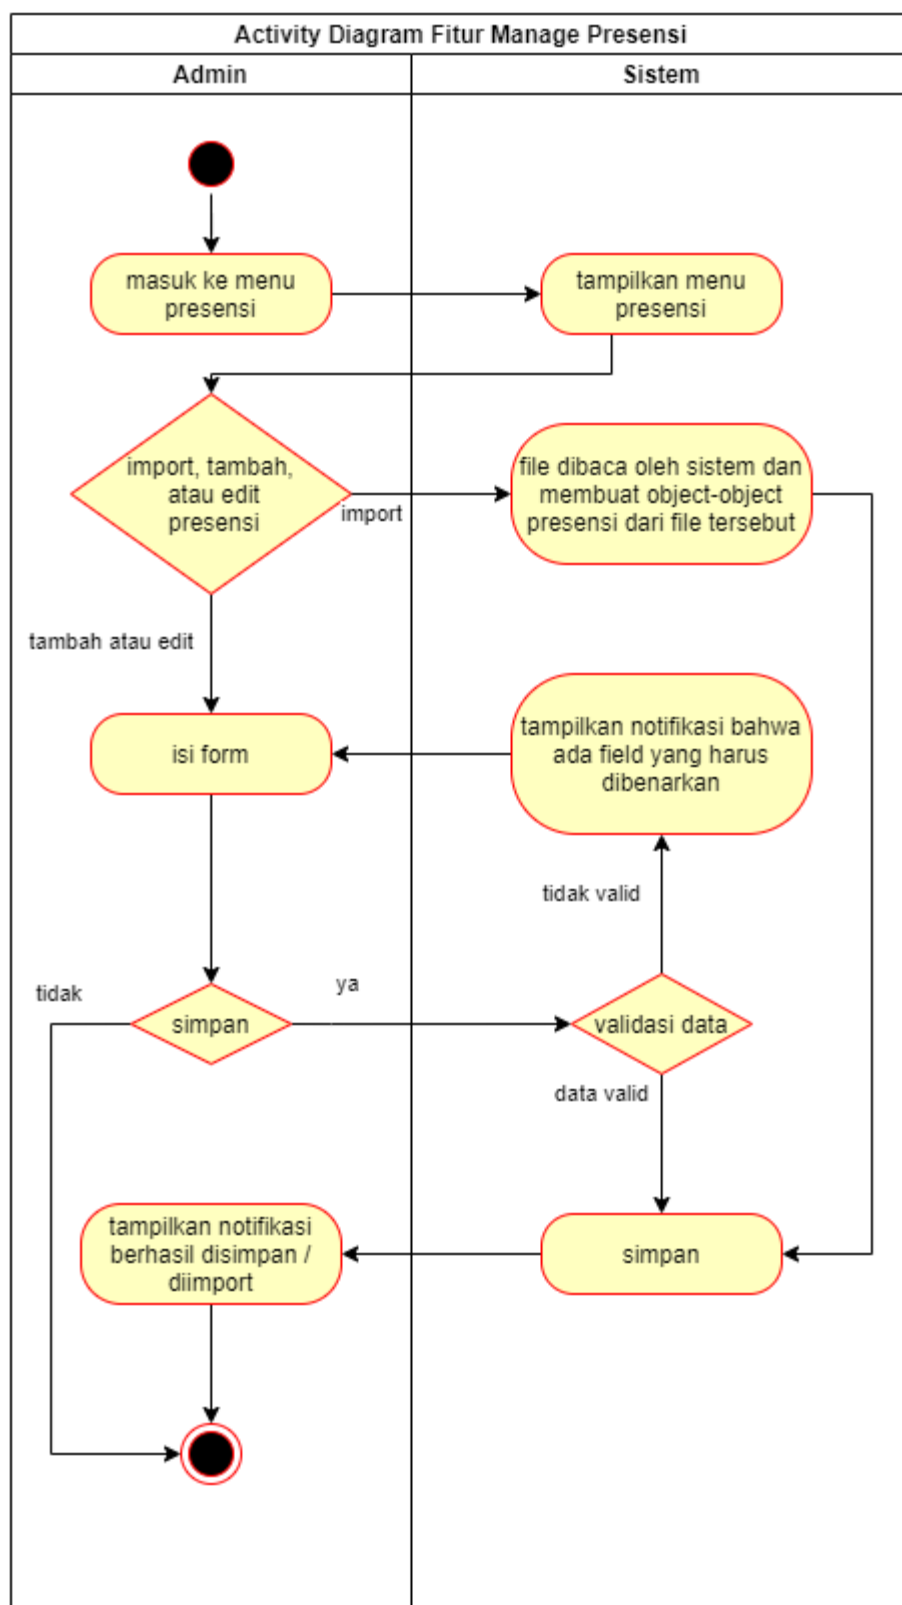 Activity Diagram Fitur Manage Presensi
Admin
Sistem
masuk ke menu
presensi
tampilkan menu
presensi
import, tambah,
atau edit
presensi
import
file dibaca oleh sistem dan
membuat object-object
presensi dari file tersebut
tambah atau edit
isi form
tampilkan notifikasi bahwa
ada field yang harus
dibenarkan
tidak valid
tidak
simpan
ya
validasi data
data valid
tampilkan notifikasi
berhasil disimpan /
diimport
simpan